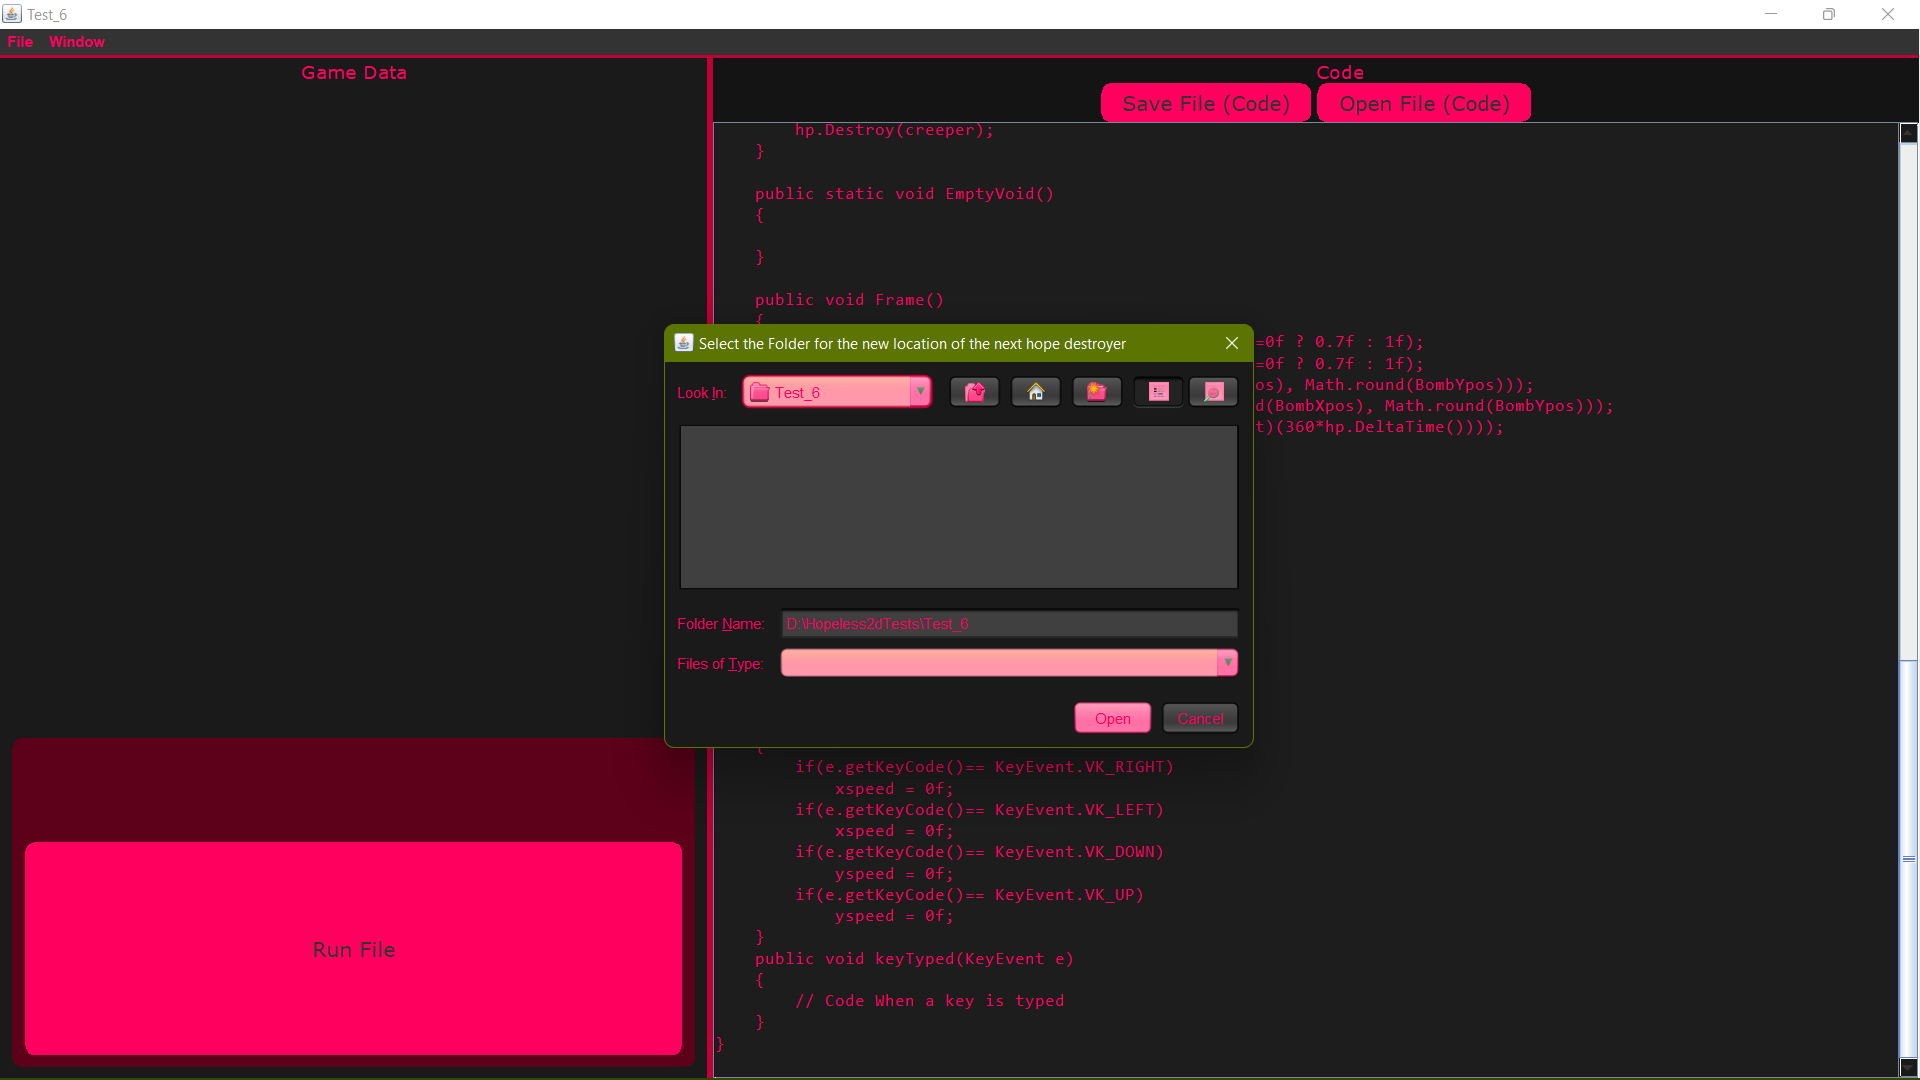 Test_6
File Window
Game Data
Code
Save File (Code)
Open File (Code)
hp.Destroy(creeper);
}
public static void EmptyVoid()
{
}
public void Frame()
{
=0f ? 0.7f : 1f);
=0f ? 0.7f : 1f);
os), Math.round(BombYpos)));
d(BombXpos), Math.round(BombYpos)));
t)(360*hp.DeltaTime())));
Select the Folder for the new location of the next hope destroyer
Look In: Test_6
Folder Name: D:\Hopeless2dTests\Test_6
Files of Type:
Open Cancel
{
if(e.getKeyCode()== KeyEvent.VK_RIGHT)
xspeed = 0f;
if(e.getKeyCode()== KeyEvent.VK_LEFT)
xspeed = 0f;
if(e.getKeyCode()== KeyEvent.VK_DOWN)
yspeed = 0f;
if(e.getKeyCode()== KeyEvent.VK_UP)
yspeed = 0f;
}
public void keyTyped(KeyEvent e)
{
// Code When a key is typed
}
}
Run File